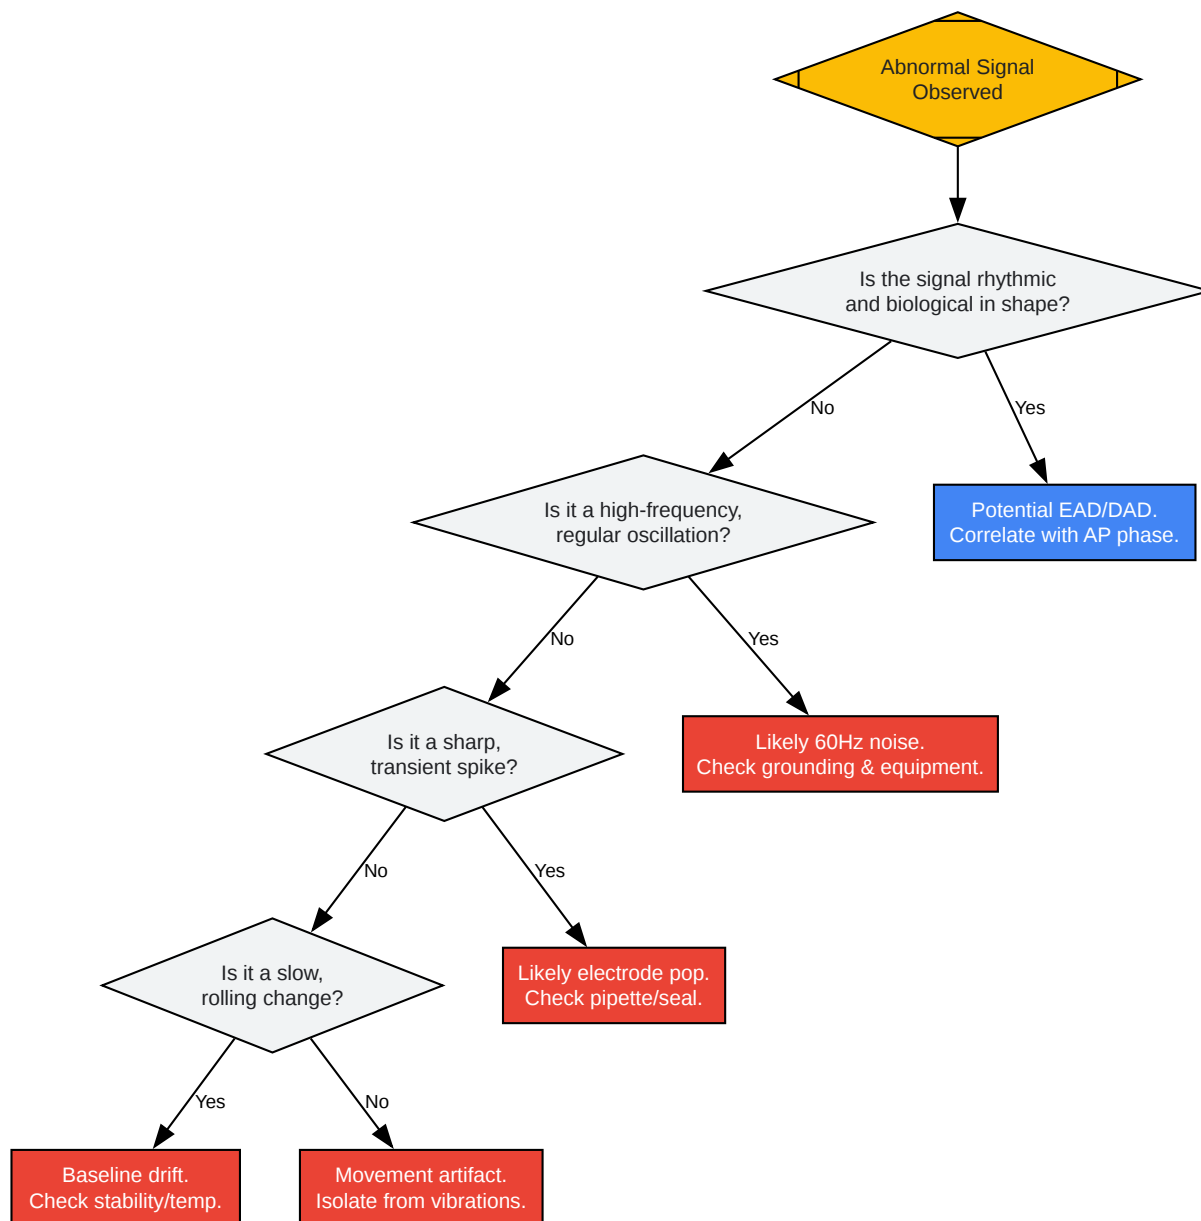 Abnormal Signal
Observed
Is the signal rhythmic
and biological in shape?
No
Yes
Is it a high-frequency,
regular oscillation?
Potential EAD/DAD.
Correlate with AP phase.
No
Yes
Is it a sharp,
transient spike?
Likely 60Hz noise.
Check grounding & equipment.
No
Yes
Is it a slow,
rolling change?
Likely electrode pop.
Check pipette/seal.
Yes
No
Baseline drift.
Check stability/temp.
Movement artifact.
Isolate from vibrations.